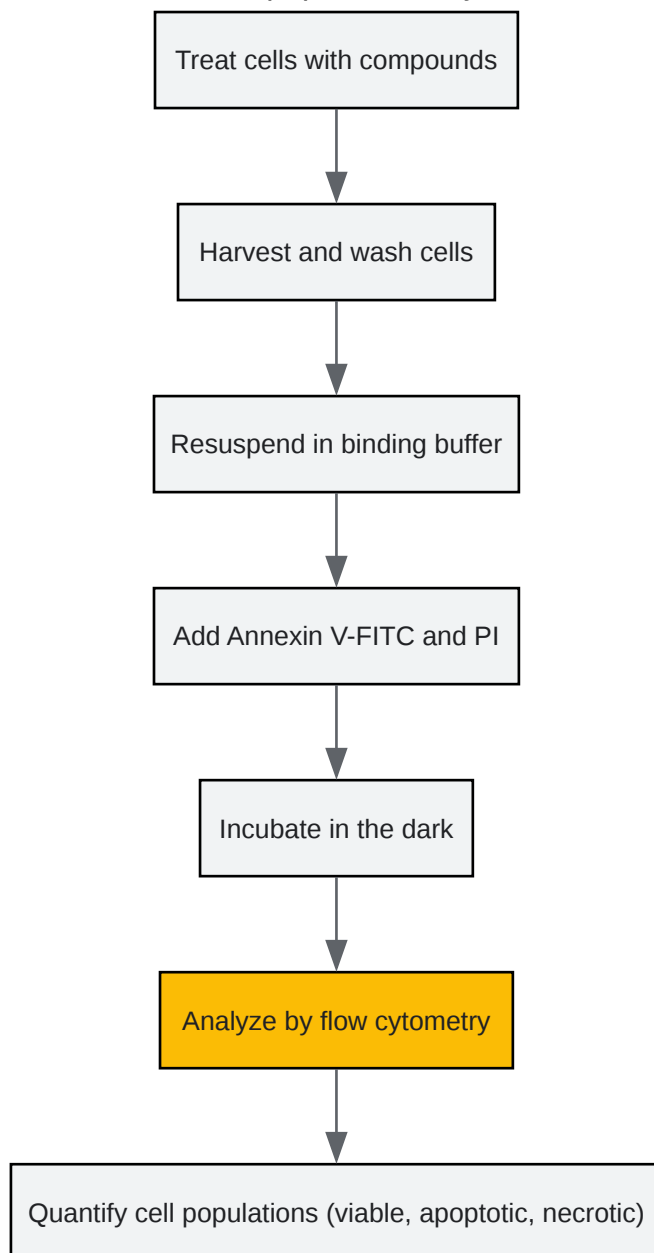 Treat cells with compounds
Harvest and wash cells
Resuspend in binding buffer
Add Annexin V-FITC and PI
Incubate in the dark
Analyze by flow cytometry
Quantify cell populations (viable, apoptotic, necrotic)